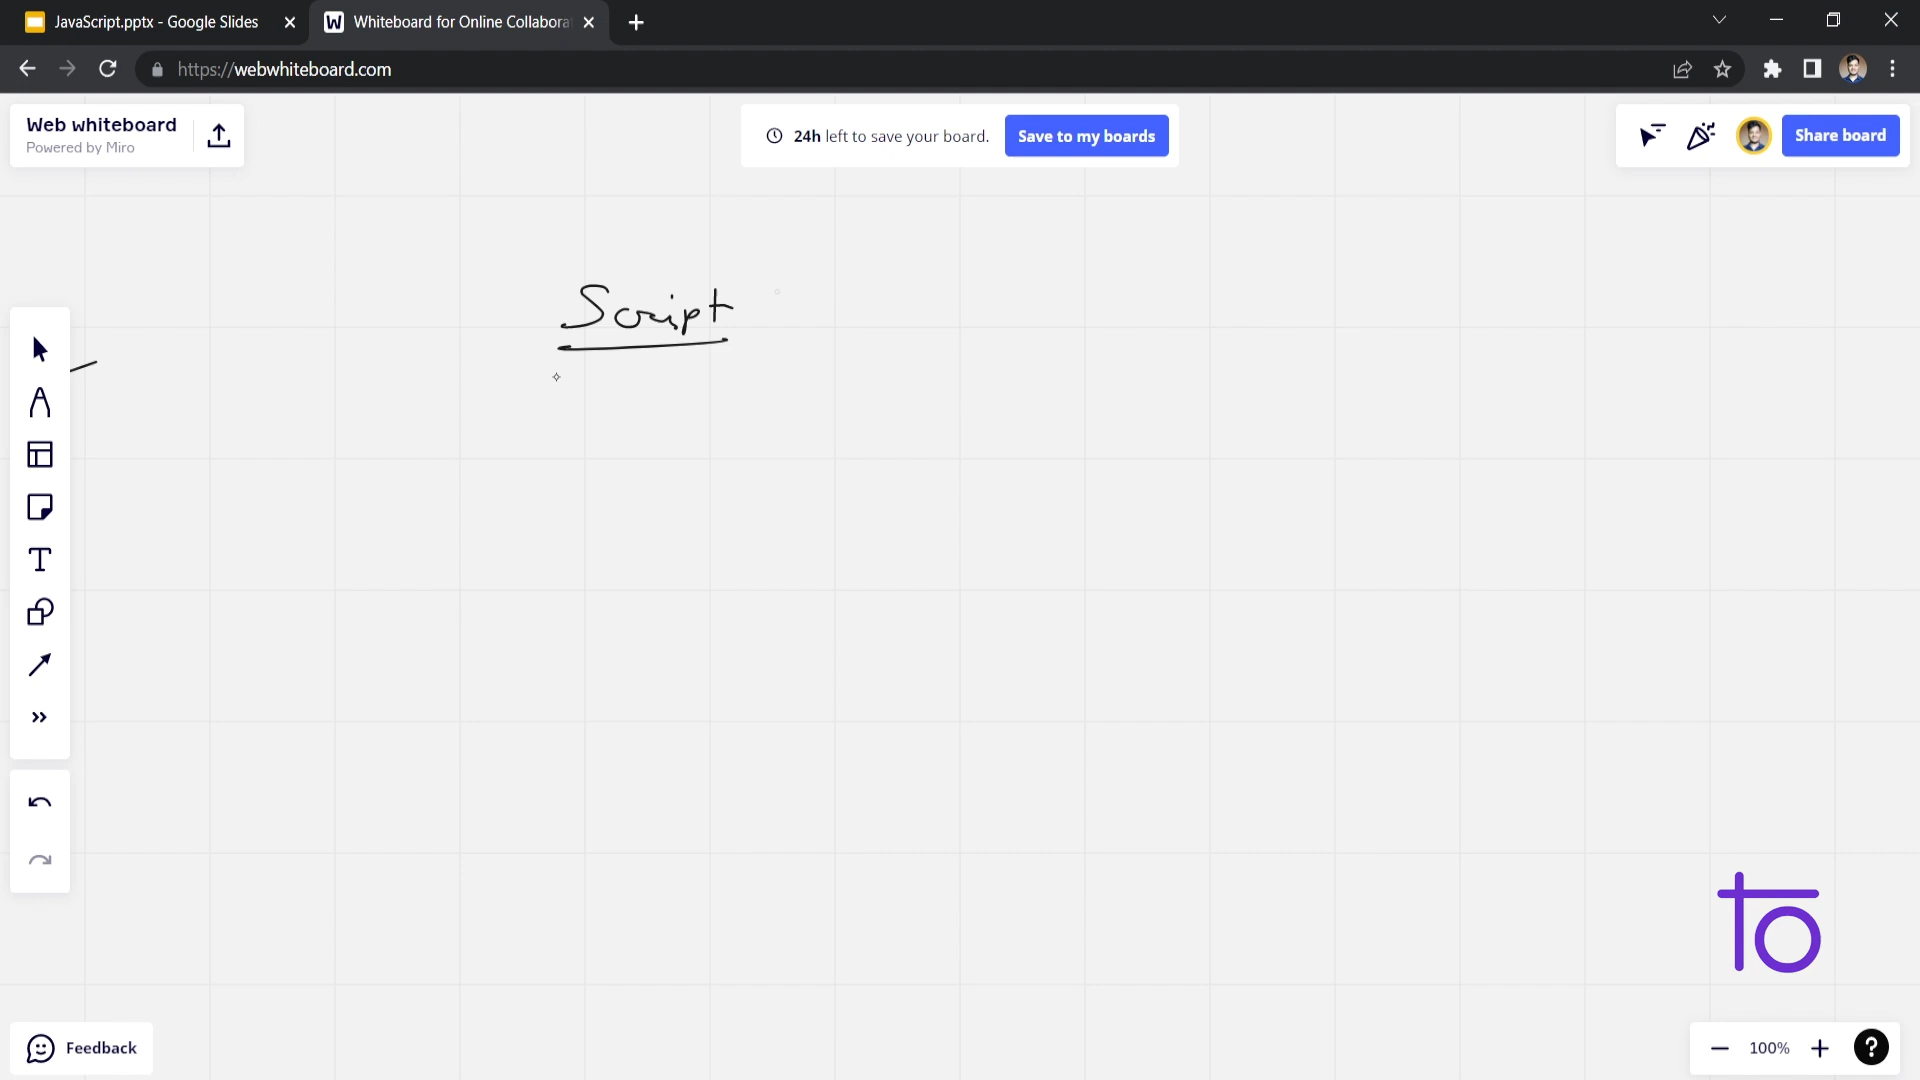 JavaScript.pptx - Google Slides
Whiteboard for Online Collabora
https://webwhiteboard.com
Web whiteboard
Powered by Miro
24h left to save your board.
Save to my boards
Share board
Script
T
to
Feedback
100%
?